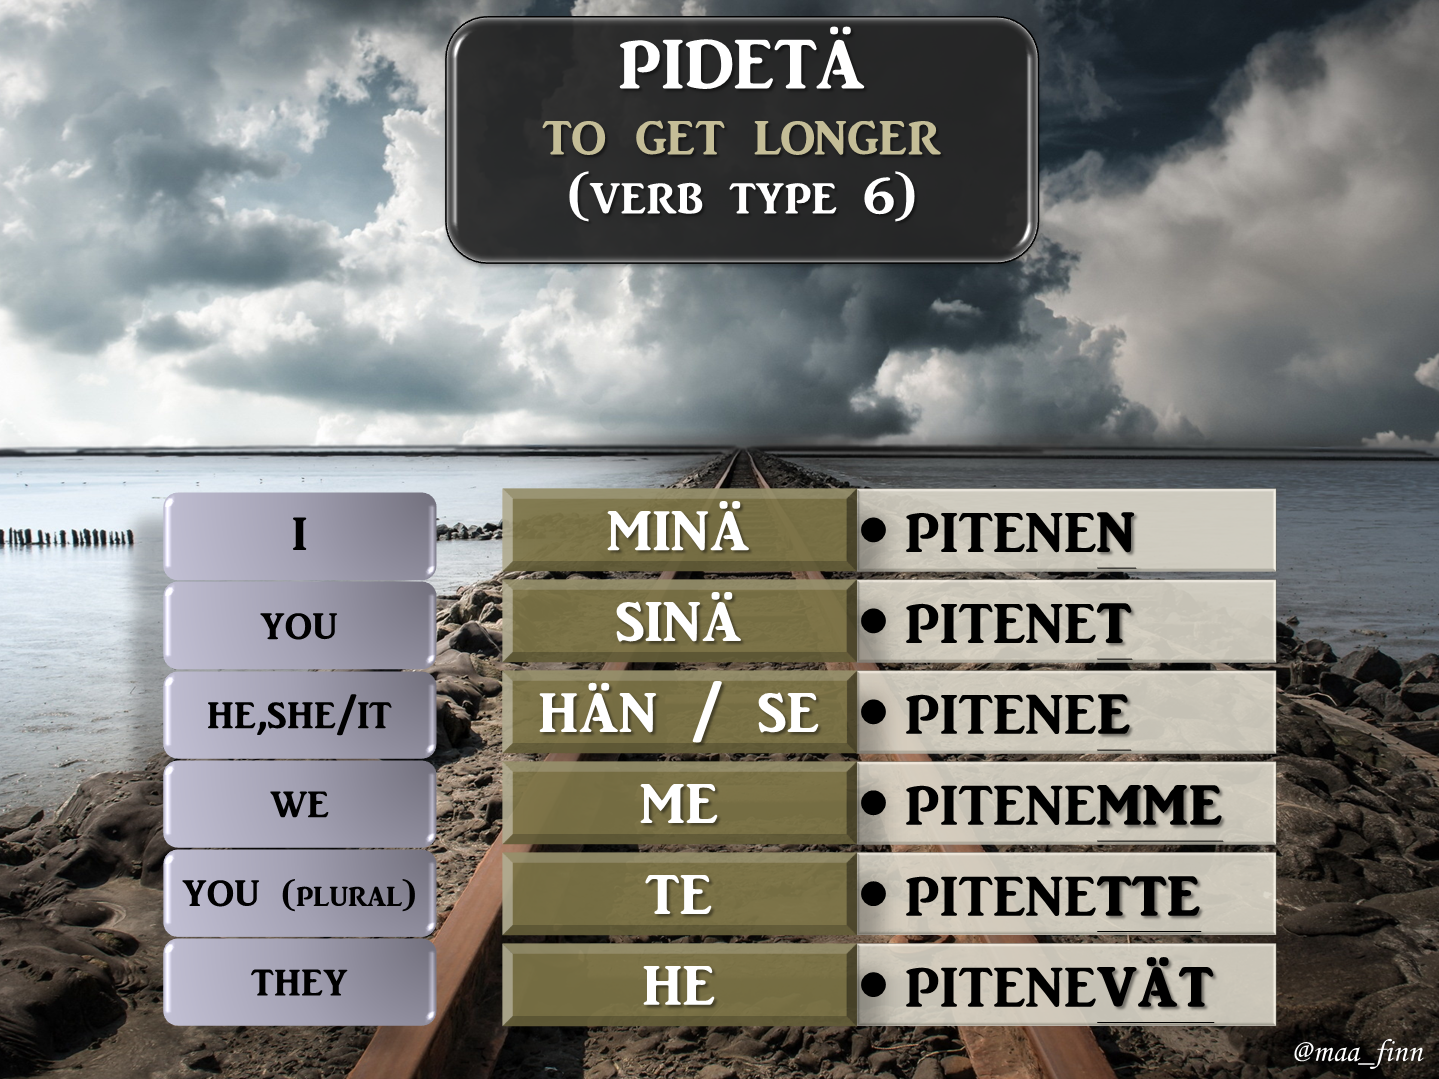 PIDETÄ
TO GET LONGER
(VERB TYPE 6)
I MINÄ • PITENEN
YOU SINÄ • PITENET
HE,SHE/IT HÄN / SE • PITENEE
WE ME • PITENEMME
YOU (PLURAL) TE • PITENETTE
THEY HE • PITENEVÄT
@maa_finn